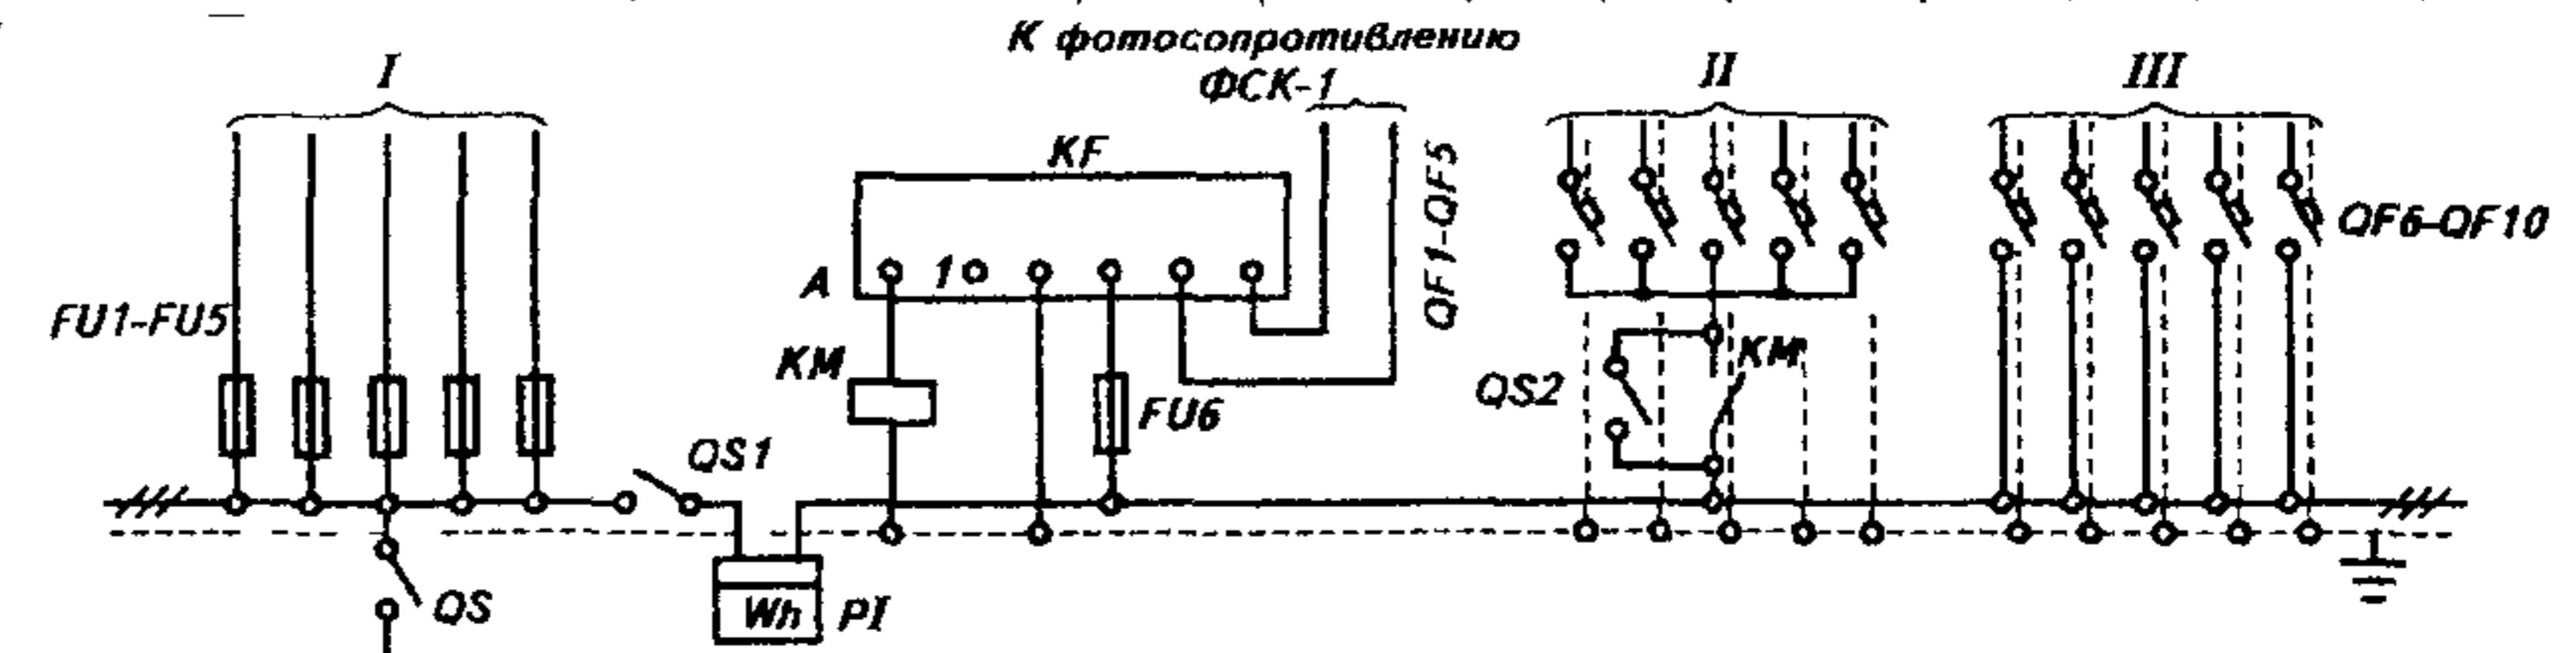 К фотосопротивлению
ФСК-1
I
II
III
KF
QF1-QF5
QF6-QF10
A
1
FU1-FU5
KM
FU6
QS2
KM
QS1
QS
Wh
PI